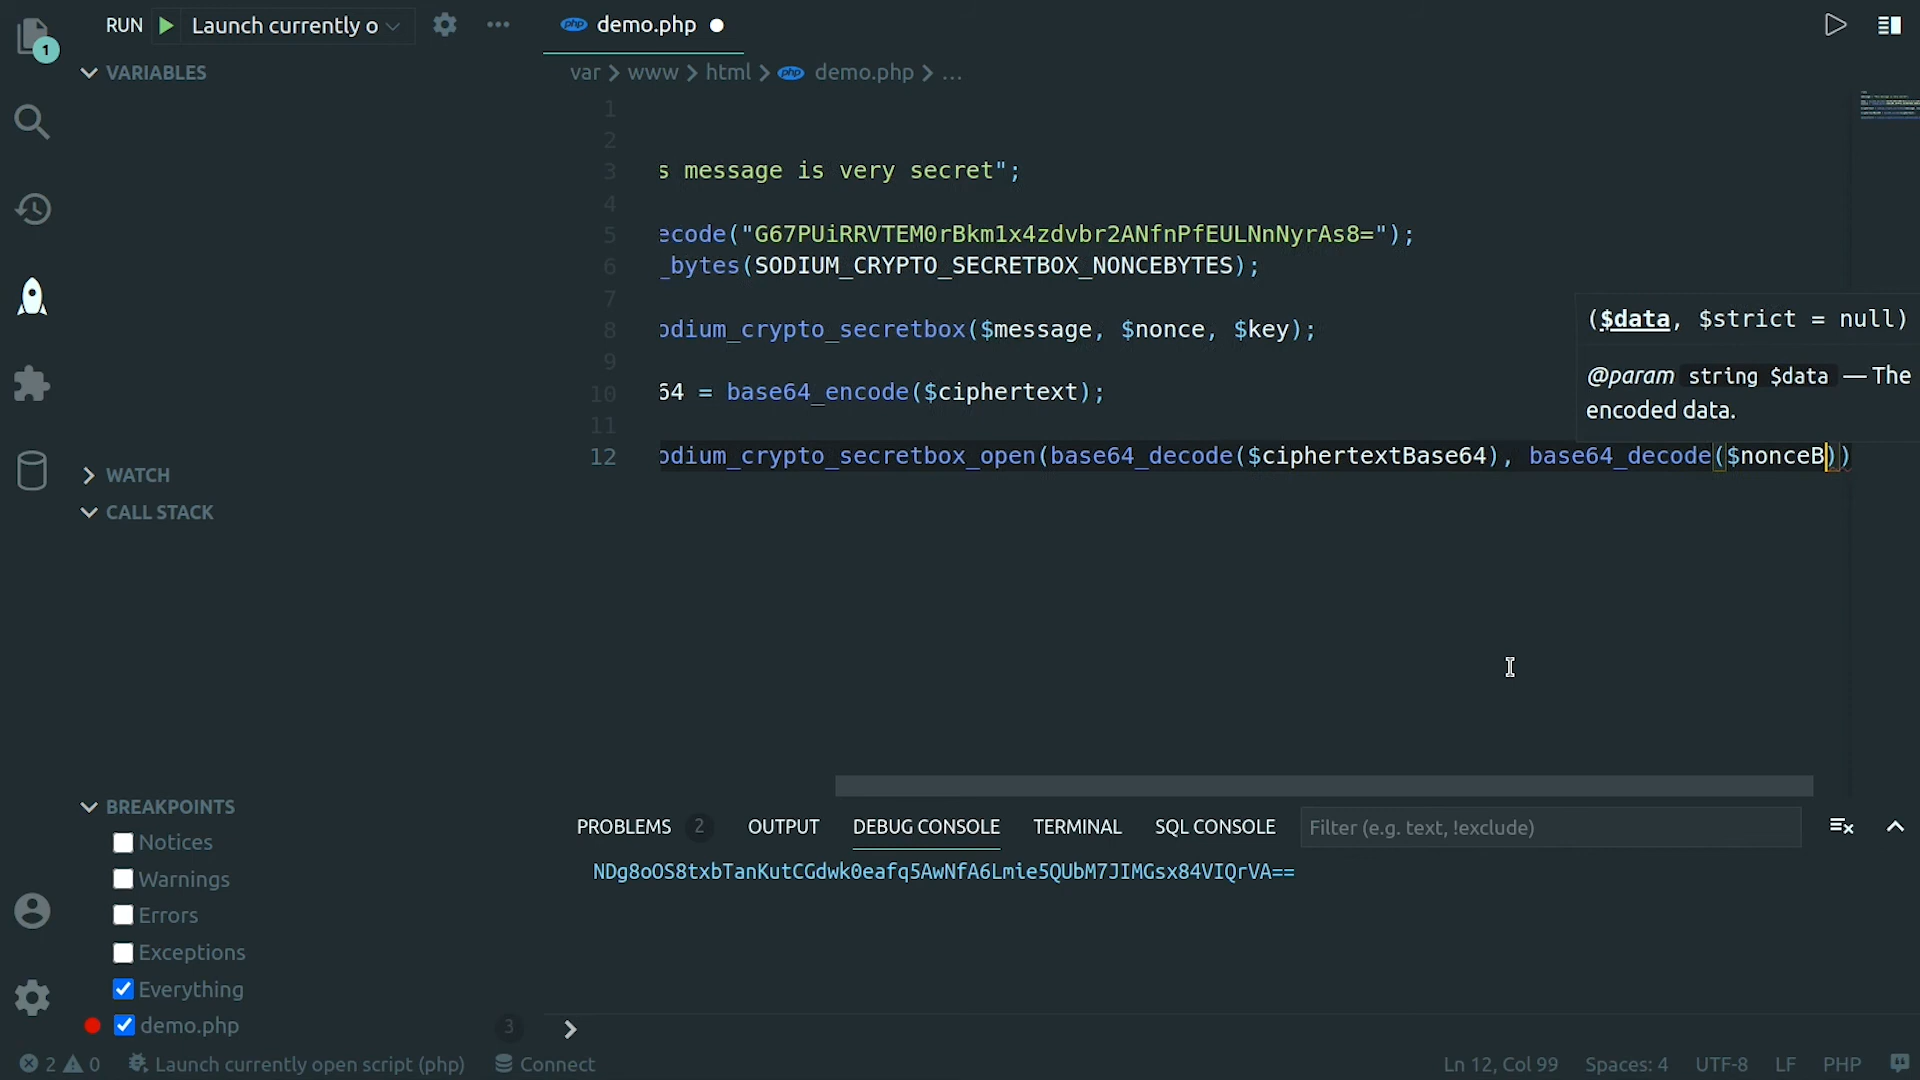 1
RUN Launch currently o
demo.php
VARIABLES
var www html php demo.php ...
1
2
3 s message is very secret";
4
5 ecode("G67PUiRRVTEM0rBkm1x4zdvbr2ANfnPfEULNnNyrAs8=");
6 _bytes(SODIUM_CRYPTO_SECRETBOX_NONCEBYTES);
7
8 odium_crypto_secretbox($message, $nonce, $key);
9
10 64 = base64_encode($ciphertext);
11
12 odium_crypto_secretbox_open(base64_decode($ciphertextBase64), base64_decode($nonceB))
($data, $strict = null)
@param string $data — The
encoded data.
WATCH
CALL STACK
BREAKPOINTS
Notices
Warnings
Errors
Exceptions
Everything
demo.php 3
PROBLEMS 2 OUTPUT DEBUG CONSOLE TERMINAL SQL CONSOLE Filter (e.g. text, !exclude)
NDg8oOS8txbTanKutCGdwk0eafq5AwNfA6Lmie5QUbM7JIMGsx84VIQrVA==
2 0 Launch currently open script (php) Connect Ln 12, Col 99 Spaces: 4 UTF-8 LF PHP